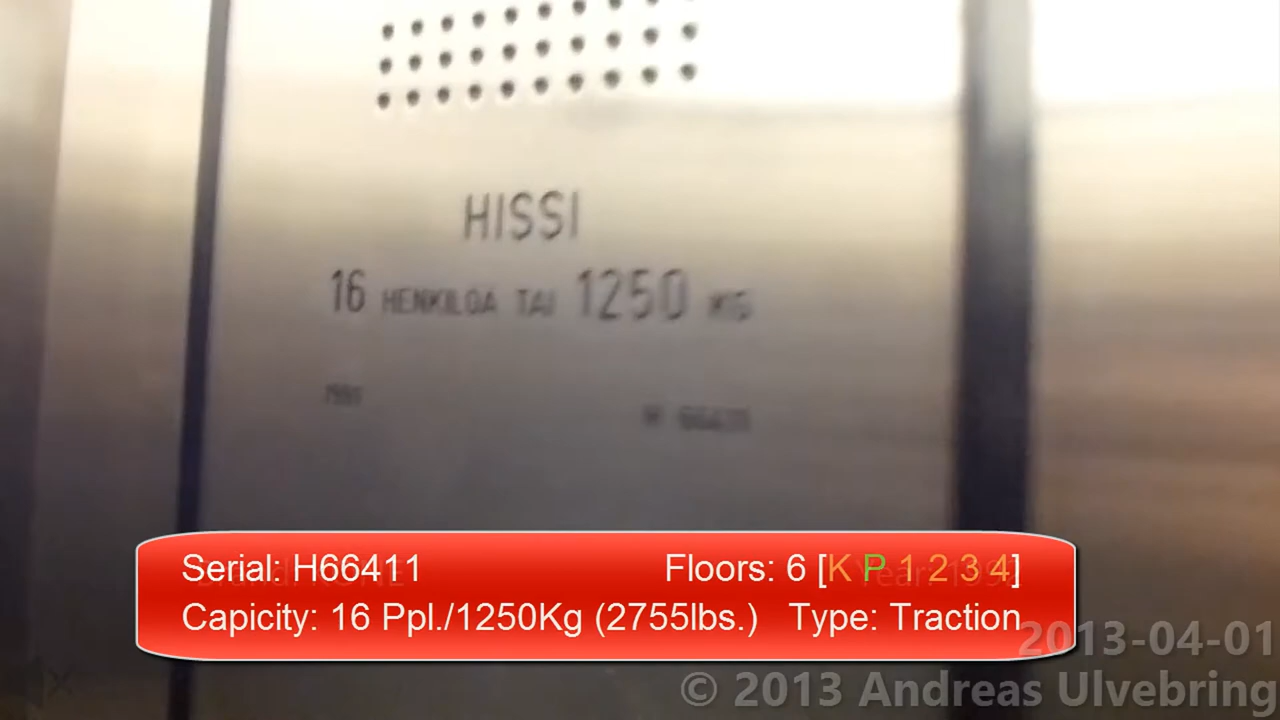 HISSI
16 HENKILÖÄ TAI 1250 KG
H 66411
Serial: H66411 Floors: 6 [K P 1 2 3 4]
Capicity: 16 Ppl./1250Kg (2755lbs.) Type: Traction
2013-04-01
© 2013 Andreas Ulvebring